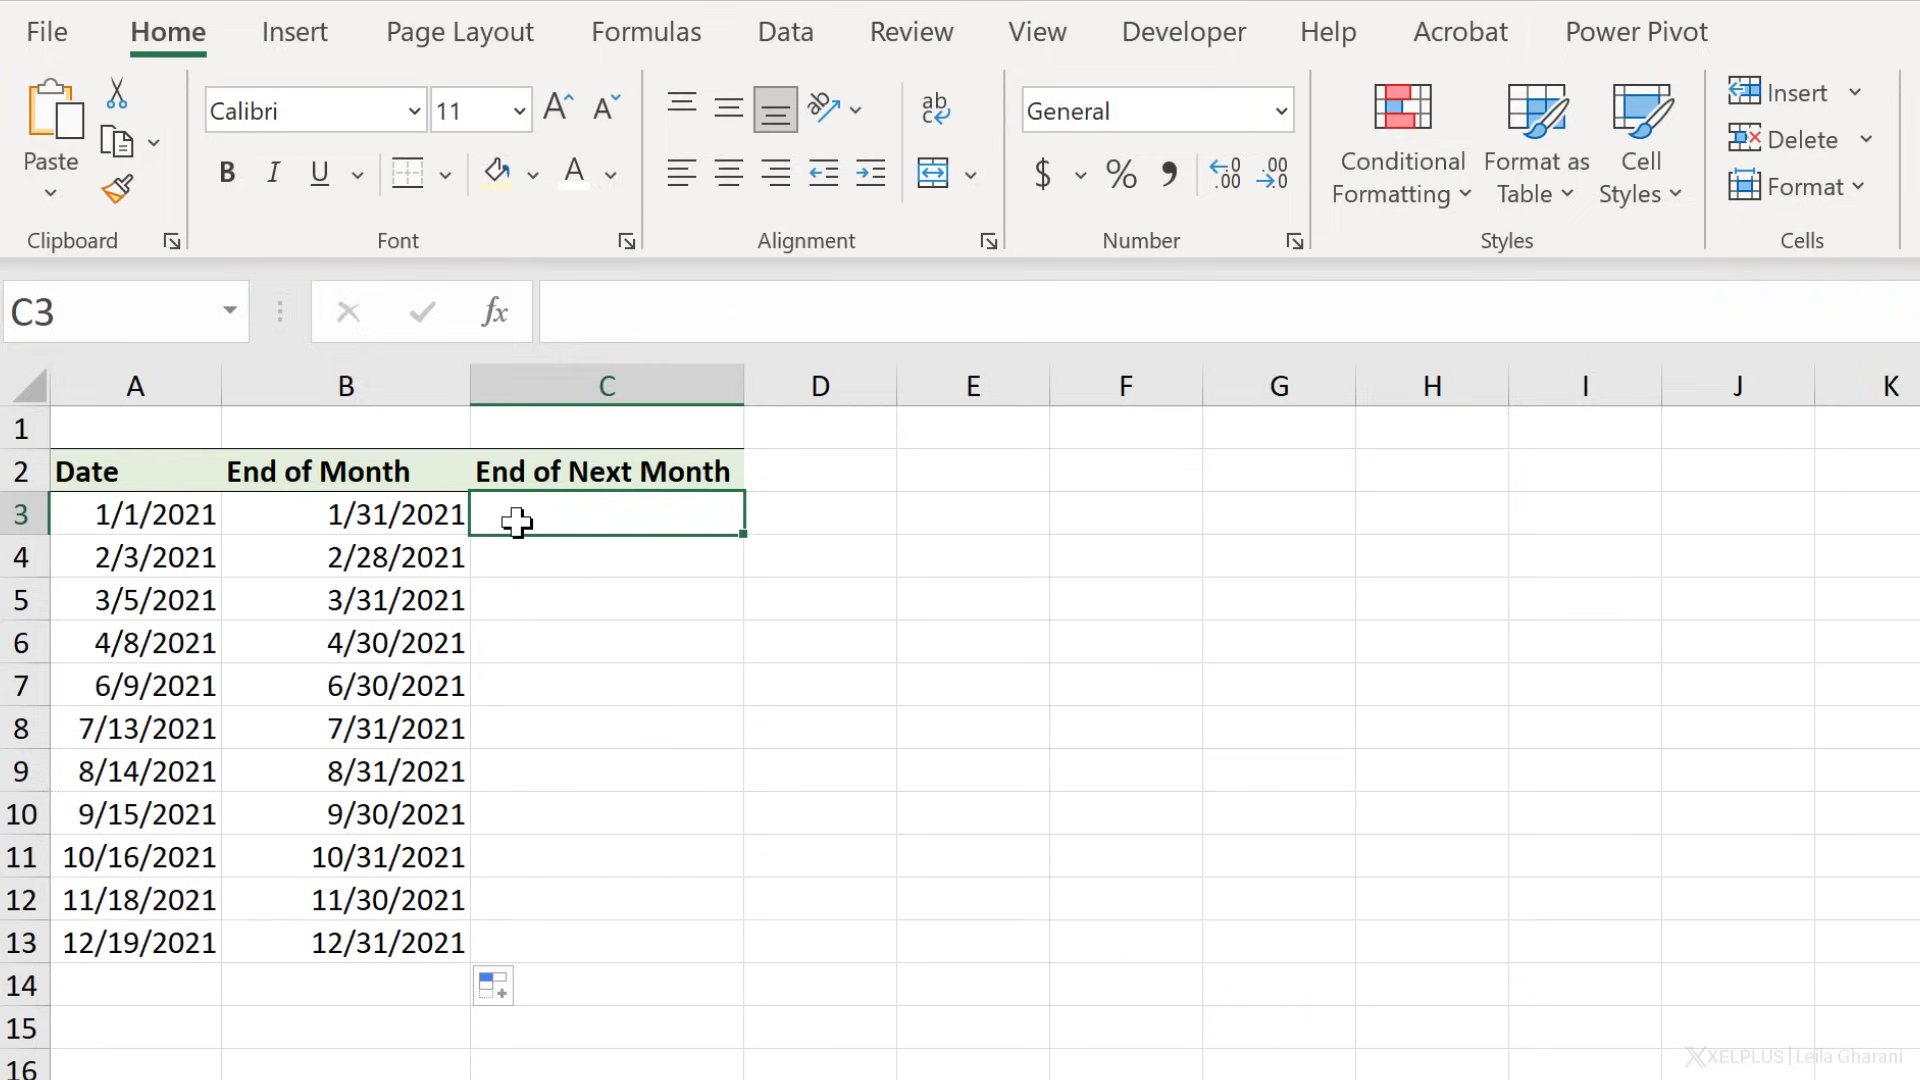 File Home Insert Page Layout Formulas Data Review View Developer Help Acrobat Power Pivot
Paste
Clipboard
Calibri 11
B I U
Font
Alignment
General
$ % 9
Number
Conditional Formatting
Format as Table
Cell Styles
Styles
Insert
Delete
Format
Cells
C3 fx
A B C D E F G H I J K
1
2 Date End of Month End of Next Month
3 1/1/2021 1/31/2021
4 2/3/2021 2/28/2021
5 3/5/2021 3/31/2021
6 4/8/2021 4/30/2021
7 6/9/2021 6/30/2021
8 7/13/2021 7/31/2021
9 8/14/2021 8/31/2021
10 9/15/2021 9/30/2021
11 10/16/2021 10/31/2021
12 11/18/2021 11/30/2021
13 12/19/2021 12/31/2021
14
15
16
XELPLUS | Leila Gharani